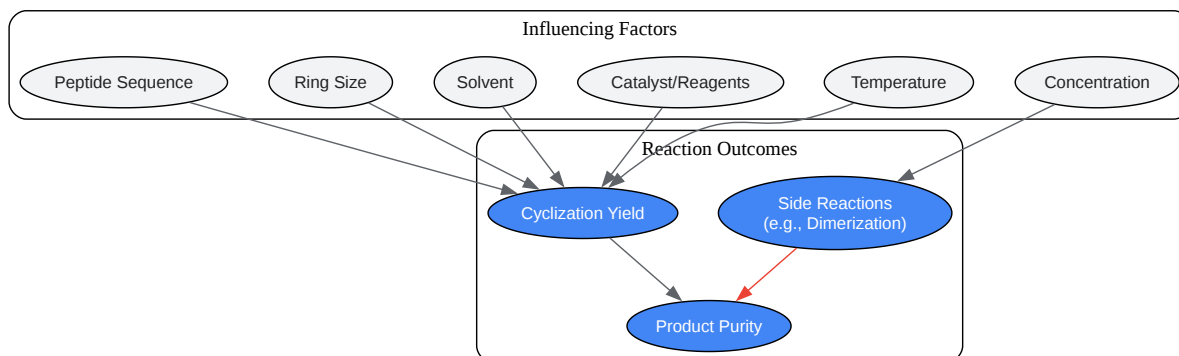 Influencing Factors
Peptide Sequence
Ring Size
Solvent
Catalyst/Reagents
Temperature
Concentration
Reaction Outcomes
Cyclization Yield
Side Reactions
(e.g., Dimerization)
Product Purity